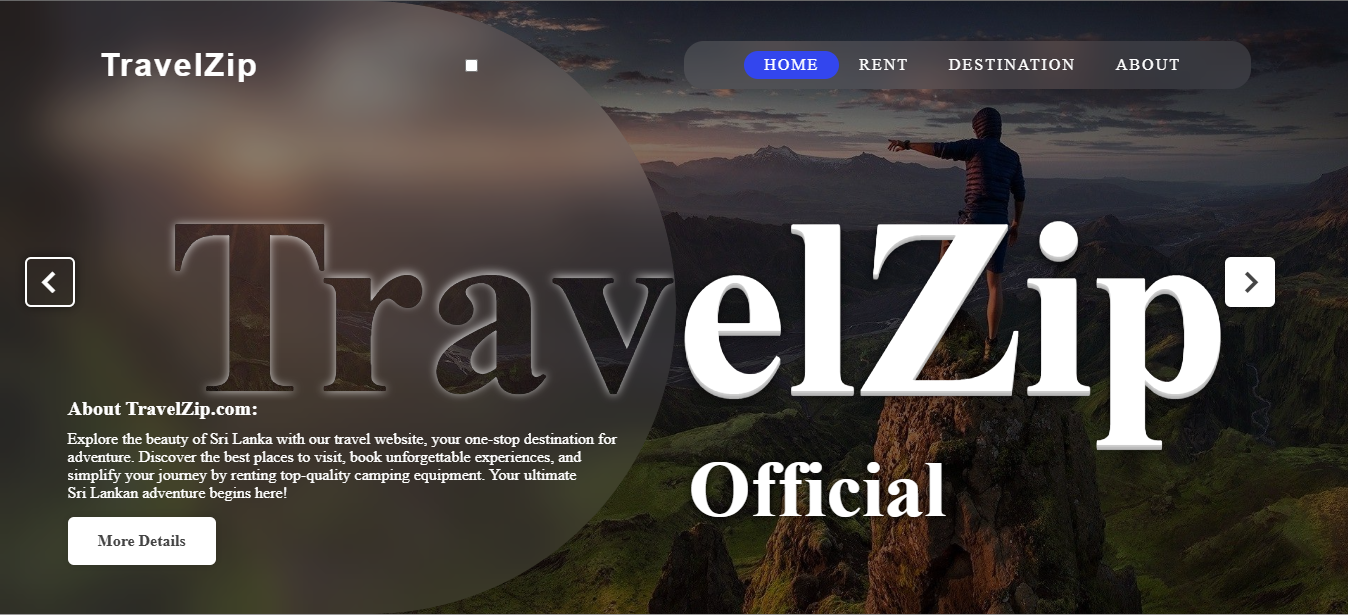 TravelZip
HOME RENT DESTINATION ABOUT
TravelZip
Official
About TravelZip.com:
Explore the beauty of Sri Lanka with our travel website, your one-stop destination for
adventure. Discover the best places to visit, book unforgettable experiences, and
simplify your journey by renting top-quality camping equipment. Your ultimate
Sri Lankan adventure begins here!
More Details